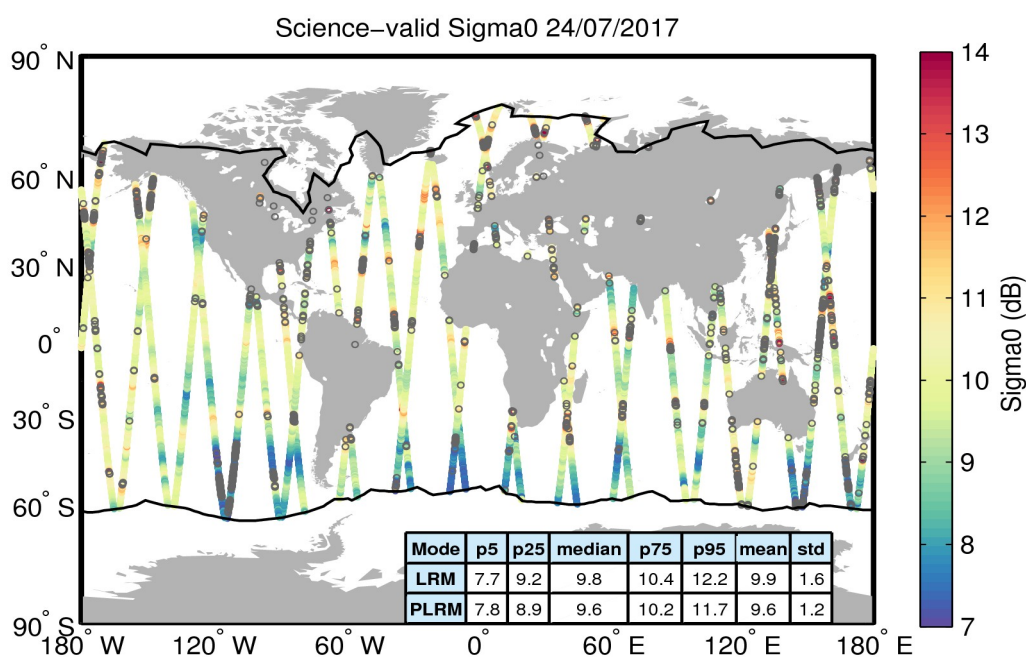 Science−valid Sigma0 24/07/2017
90° N
60° N
30° N
0°
30° S
60° S
90° S
180° W
120° W
60° W
0°
60° E
120° E
180° E
14
13
12
11
10
9
8
7
Sigma0 (dB)
Mode p5 p25 median p75 p95 mean std
LRM 7.7 9.2 9.8 10.4 12.2 9.9 1.6
PLRM 7.8 8.9 9.6 10.2 11.7 9.6 1.2